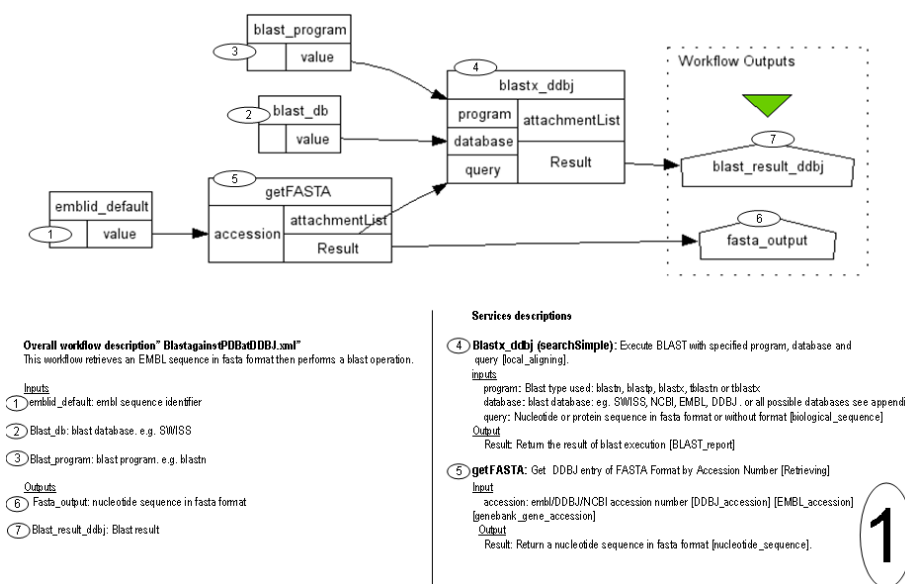 blast_program
3
value
4
Workflow Outputs
blastx_ddbj
2
blast_db
program
attachmentList
value
database
7
Result
blast_result_ddbj
query
5
getFASTA
emblid_default
attachmentList
6
1
value
accession
fasta_output
Result
Overall workflow description" BlastagainstPDBatDDBJ.xml"
This workflow retrieves an EMBL sequence in fasta format then performs a blast operation.
Inputs
1 emblid_default: embl sequence identifier
2 Blast_db: blast database. e.g. SWISS
3 Blast_program: blast program. e.g. blastn
Outputs
6 Fasta_output: nucleotide sequence in fasta format
7 Blast_result_ddbj: Blast result
Services descriptions
4 Blastx_ddbj (searchSimple): Execute BLAST with specified program, database and
query [local_aligning].
inputs
program: Blast type used: blastn, blastp, blastx, tblastn or tblastx
database: blast database: eg. SWISS, NCBI, EMBL, DDBJ . or all possible databases see appendi
query: Nucleotide or protein sequence in fasta format or without format [biological_sequence]
Output
Result: Return the result of blast execution [BLAST_report]
5 getFASTA: Get DDBJ entry of FASTA Format by Accession Number [Retrieving]
Input
accession: embl/DDBJ/NCBI accession number [DDBJ_accession] [EMBL_accession]
[genebank_gene_accession]
Output
Result: Return a nucleotide sequence in fasta format [nucleotide_sequence].
1